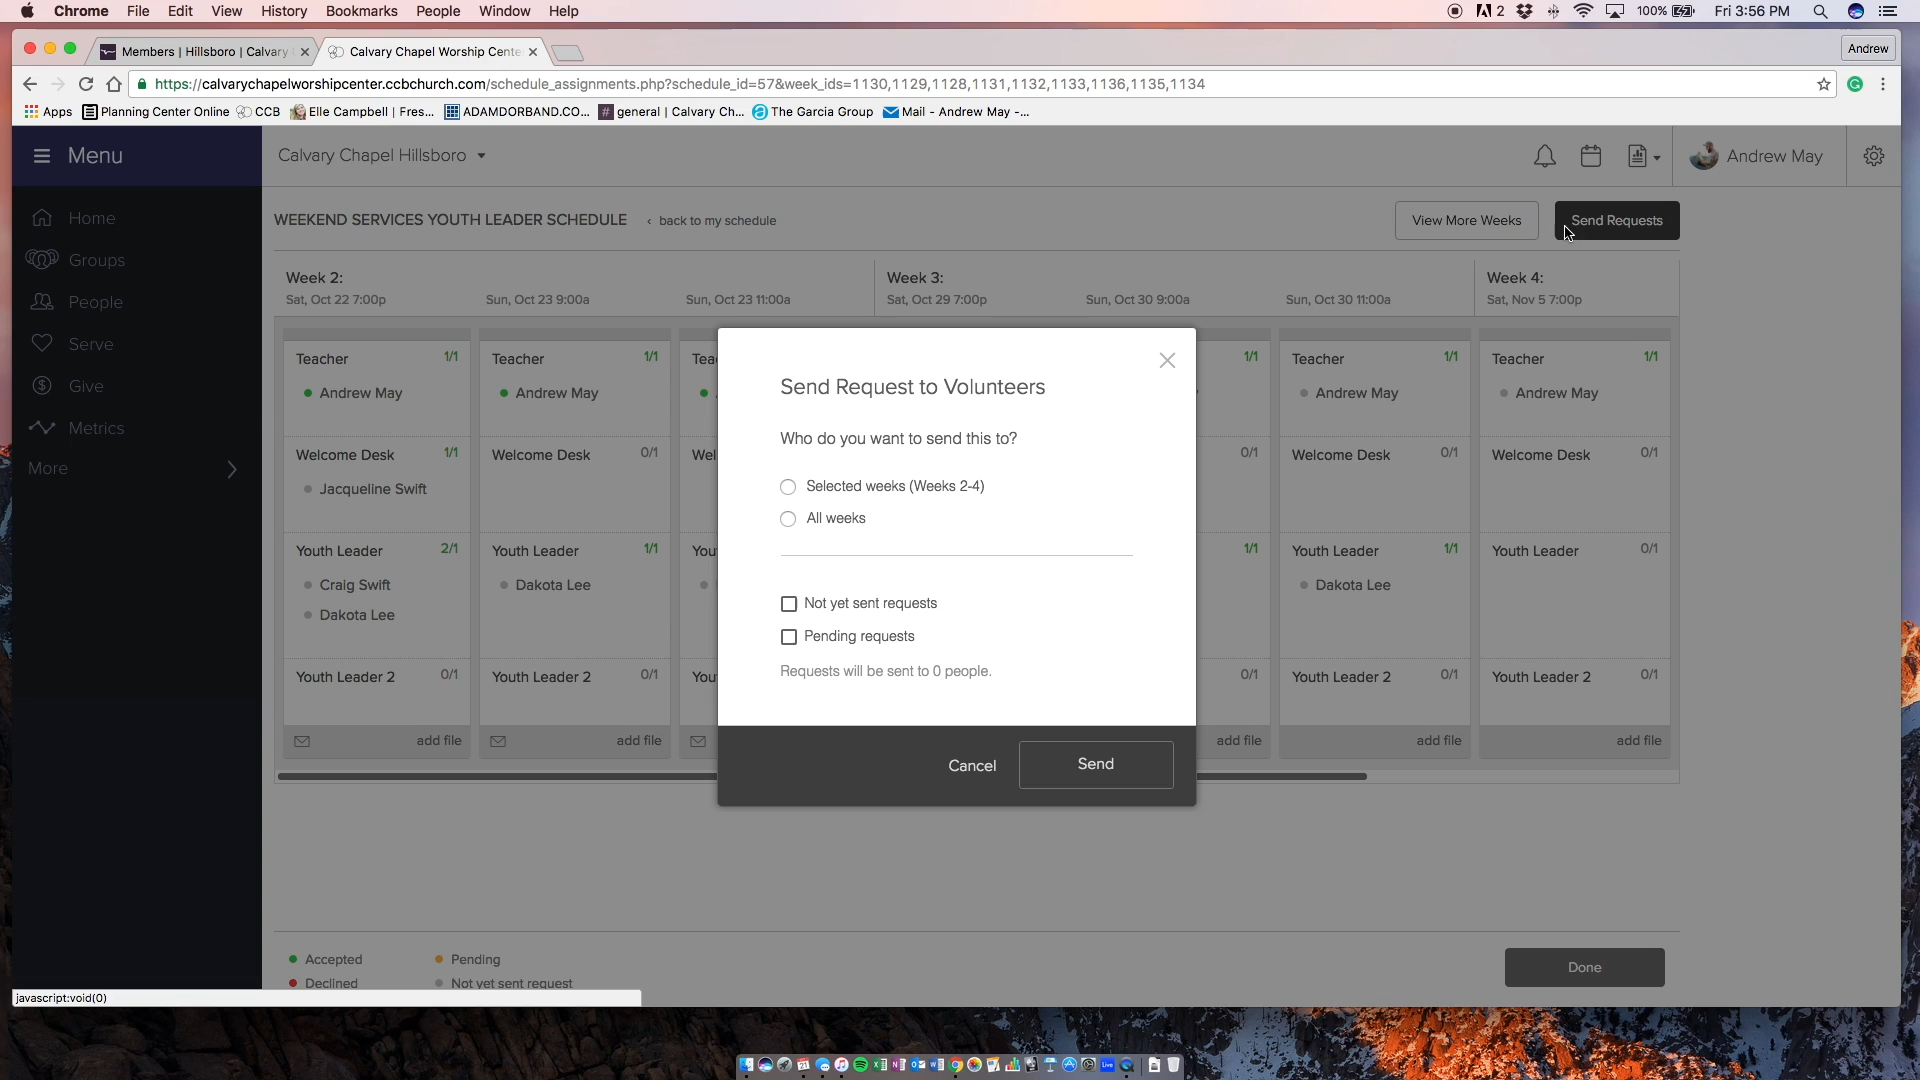 Chrome File Edit View History Bookmarks People Window Help
2 100% Fri 3:56 PM
Members | Hillsboro | Calvary
Calvary Chapel Worship Cente
Andrew
https://calvarychapelworshipcenter.ccbchurch.com/schedule_assignments.php?schedule_id=57&week_ids=1130,1129,1128,1131,1132,1133,1136,1135,1134
Apps Planning Center Online CCB Elle Campbell | Fres... ADAMDORBAND.CO... general | Calvary Ch... The Garcia Group Mail - Andrew May -...
Menu
Calvary Chapel Hillsboro
Andrew May
Home
Groups
People
Serve
Give
Metrics
More
WEEKEND SERVICES YOUTH LEADER SCHEDULE ‹ back to my schedule
View More Weeks
Send Requests
Week 2: Week 3: Week 4:
Sat, Oct 22 7:00p Sun, Oct 23 9:00a Sun, Oct 23 11:00a Sat, Oct 29 7:00p Sun, Oct 30 9:00a Sun, Oct 30 11:00a Sat, Nov 5 7:00p
Teacher 1/1 Teacher 1/1 Tea 1/1 Teacher 1/1 Teacher 1/1
Andrew May Andrew May Andrew May Andrew May
Welcome Desk 1/1 Welcome Desk 0/1 Wel 0/1 Welcome Desk 0/1 Welcome Desk 0/1
Jacqueline Swift
Youth Leader 2/1 Youth Leader 1/1 You 1/1 Youth Leader 1/1 Youth Leader 0/1
Craig Swift Dakota Lee Dakota Lee
Dakota Lee
Youth Leader 2 0/1 Youth Leader 2 0/1 You 0/1 Youth Leader 2 0/1 Youth Leader 2 0/1
add file add file add file add file add file
Send Request to Volunteers
Who do you want to send this to?
Selected weeks (Weeks 2-4)
All weeks
Not yet sent requests
Pending requests
Requests will be sent to 0 people.
Cancel
Send
Accepted Pending
Declined Not yet sent request
Done
javascript:void(0)